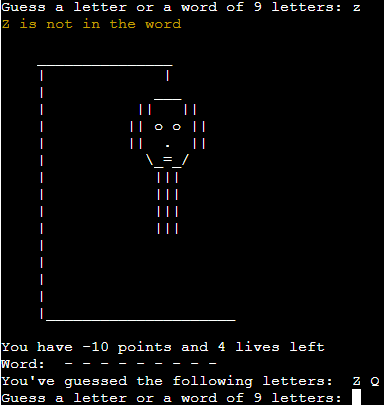 Guess a letter or a word of 9 letters: z
Z is not in the word
You have -10 points and 4 lives left
Word: - - - - - - - - -
You've guessed the following letters: Z Q
Guess a letter or a word of 9 letters: